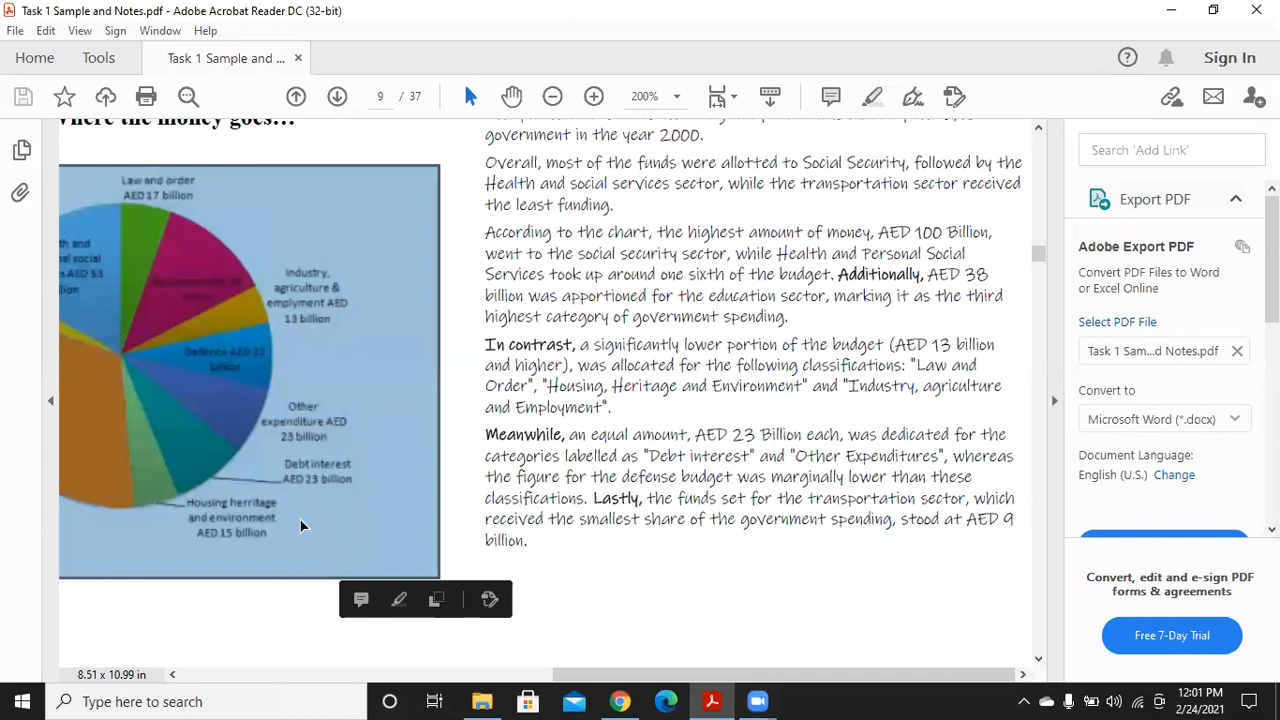 Task 1 Sample and Notes.pdf - Adobe Acrobat Reader DC (32-bit)
File Edit View Sign Window Help
Home Tools Task 1 Sample and ... × Sign In
9 / 37 200%
where the money goes...
Law and order
AED 17 billion
th and
nal social
s AED 53
lion
Industry,
agriculture &
emplyment AED
13 billion
Defence AED 22
billion
Other
expenditure AED
23 billion
Debt interest
AED 23 billion
Housing herritage
and environment
AED 15 billion
government in the year 2000.
Overall, most of the funds were allotted to Social Security, followed by the
Health and social services sector, while the transportation sector received
the least funding.
According to the chart, the highest amount of money, AED 100 Billion,
went to the social security sector, while Health and Personal Social
Services took up around one sixth of the budget. Additionally, AED 38
billion was apportioned for the education sector, marking it as the third
highest category of government spending.
In contrast, a significantly lower portion of the budget (AED 13 billion
and higher), was allocated for the following classifications: "Law and
Order", "Housing, Heritage and Environment" and "Industry, agriculture
and Employment".
Meanwhile, an equal amount, AED 23 Billion each, was dedicated for the
categories labelled as "Debt interest" and "Other Expenditures", whereas
the figure for the defense budget was marginally lower than these
classifications. Lastly, the funds set for the transportation sector, which
received the smallest share of the government spending, stood at AED 9
billion.
Search 'Add Link'
Export PDF
Adobe Export PDF
Convert PDF Files to Word
or Excel Online
Select PDF File
Task 1 Sam...d Notes.pdf
Convert to
Microsoft Word (*.docx)
Document Language:
English (U.S.) Change
Convert, edit and e-sign PDF
forms & agreements
Free 7-Day Trial
8.51 x 10.99 in
Type here to search
12:01 PM
2/24/2021